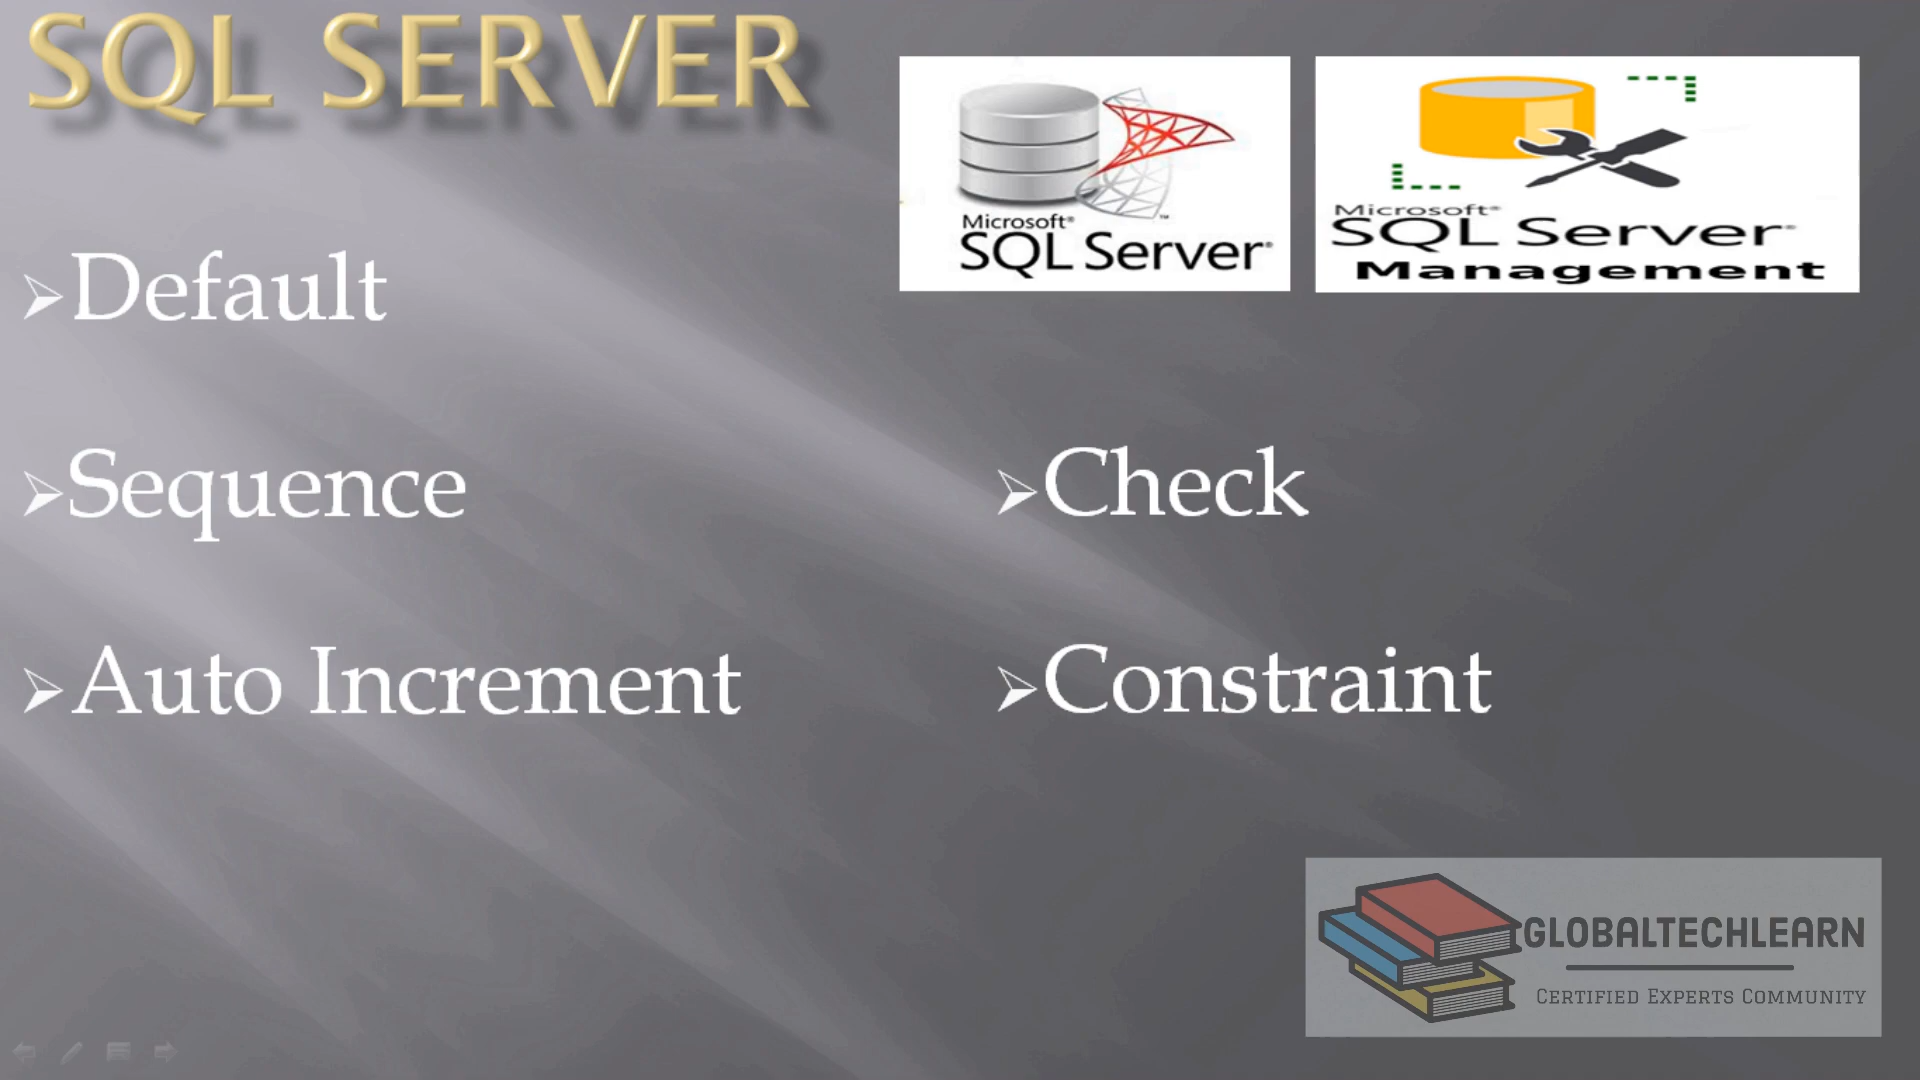 SQL SERVER
Microsoft®
SQL Server®
Microsoft®
SQL Server®
Management
➢Default
➢Sequence
➢Auto Increment
➢Check
➢Constraint
GLOBALTECHLEARN
CERTIFIED EXPERTS COMMUNITY